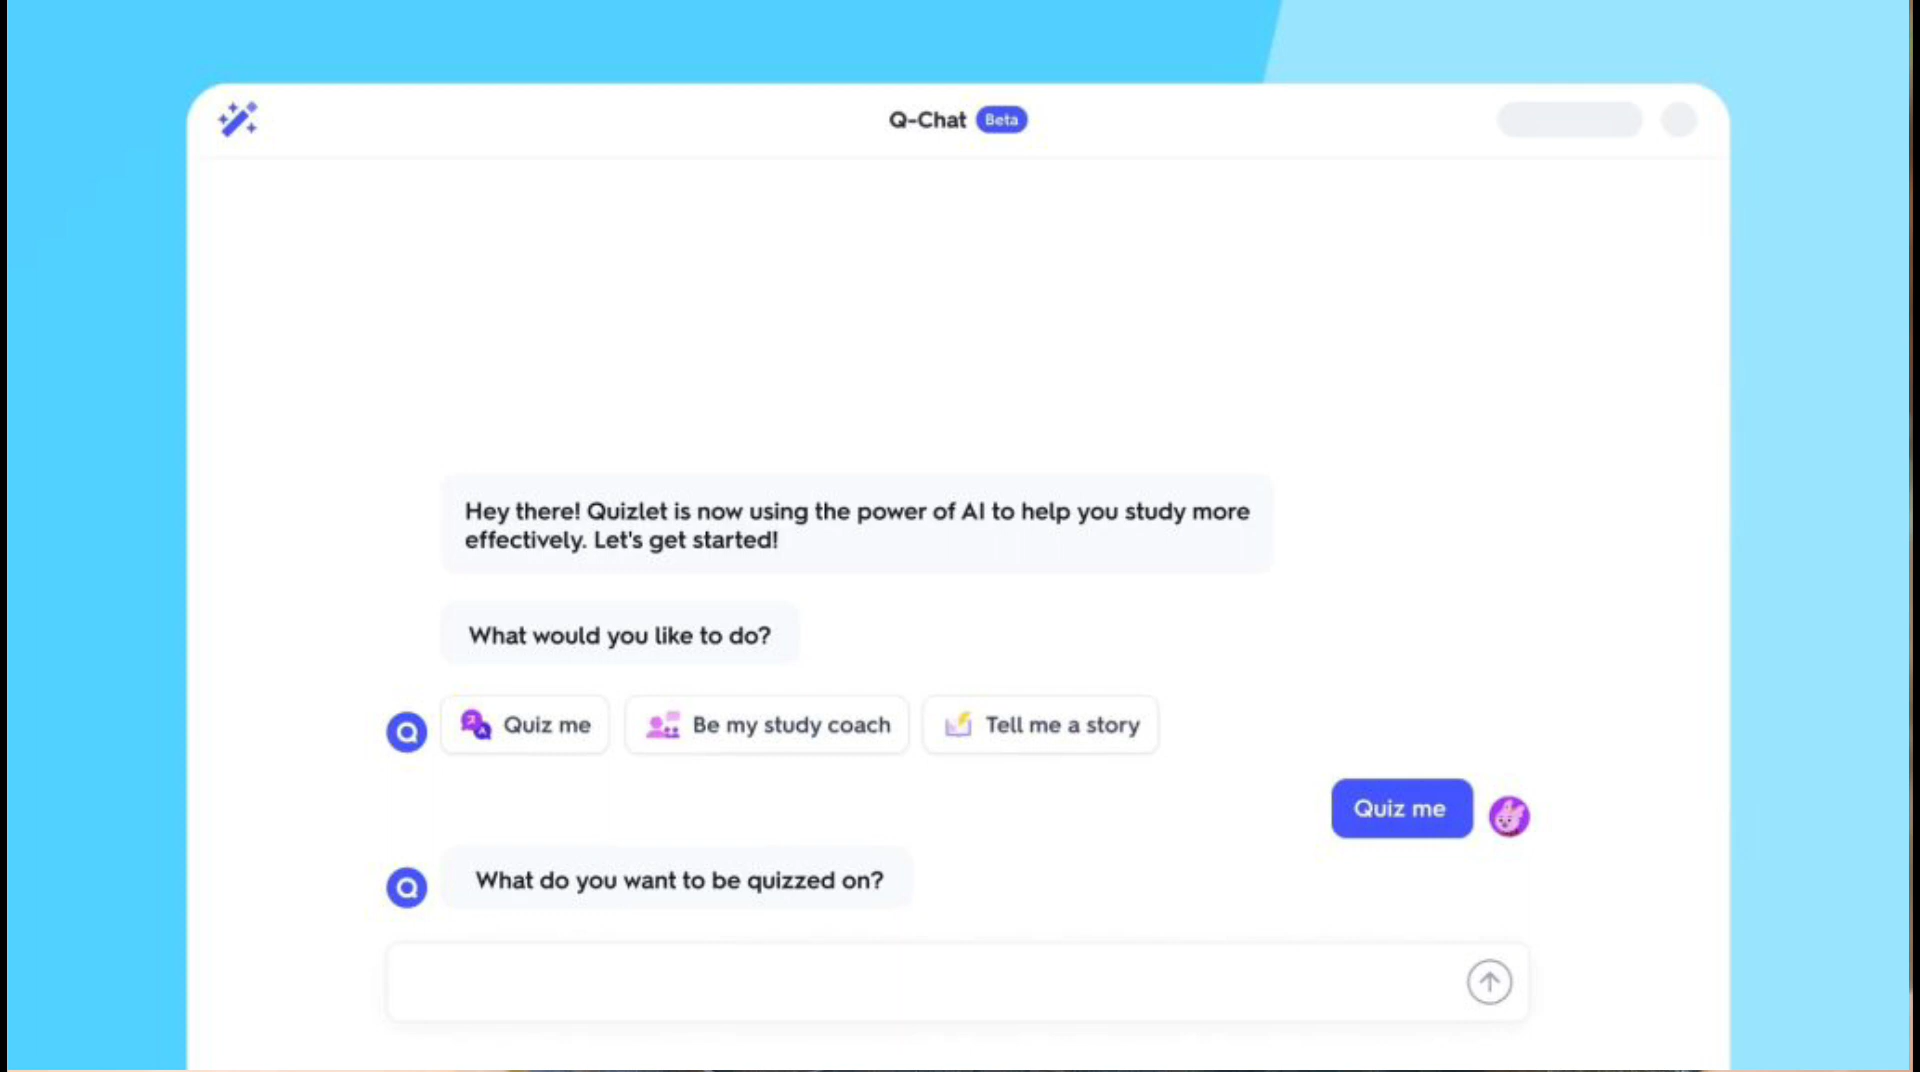 Q-Chat Beta
Hey there! Quizlet is now using the power of AI to help you study more
effectively. Let's get started!
What would you like to do?
Q Quiz me Be my study coach Tell me a story
Quiz me
Q What do you want to be quizzed on?